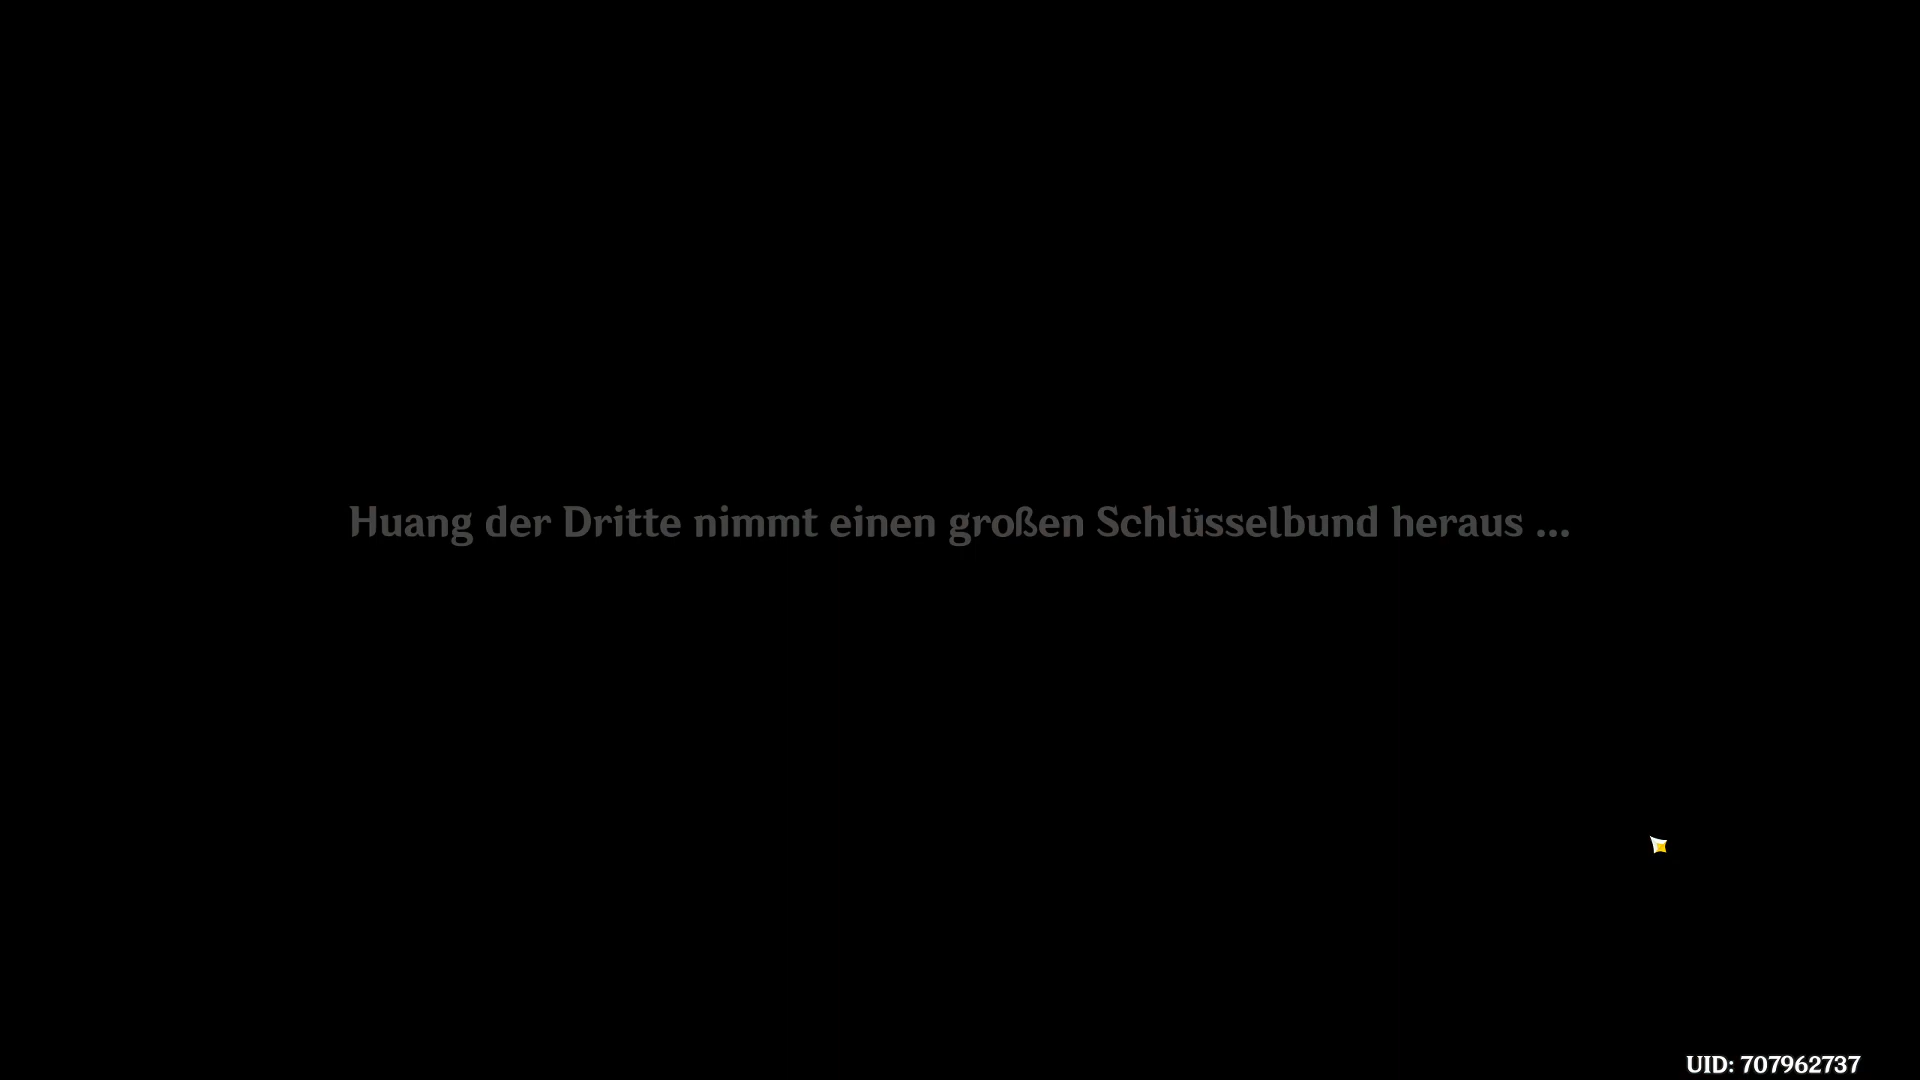 Huang der Dritte nimmt einen großen Schlüsselbund heraus ...
UID: 707962737